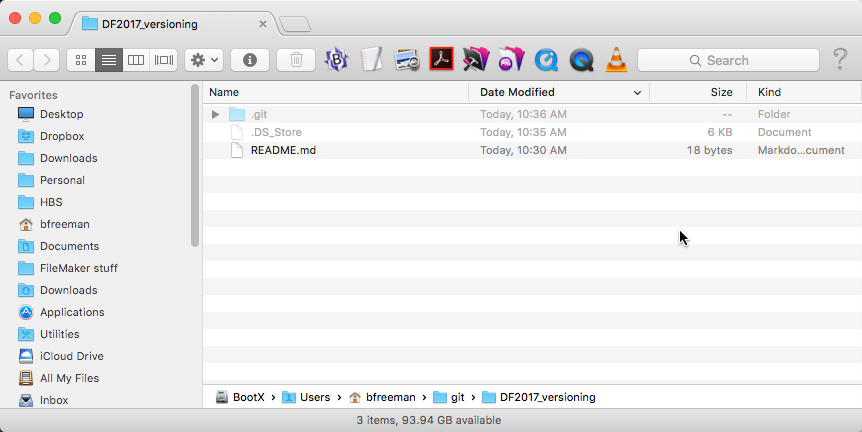 DF2017_versioning
Search
Favorites
Desktop
Dropbox
Downloads
Personal
HBS
bfreeman
Documents
FileMaker stuff
Downloads
Applications
Utilities
iCloud Drive
All My Files
Inbox
Name Date Modified Size Kind
.git Today, 10:36 AM -- Folder
.DS_Store Today, 10:35 AM 6 KB Document
README.md Today, 10:30 AM 18 bytes Markdo...cument
BootX › Users › bfreeman › git › DF2017_versioning
3 items, 93.94 GB available